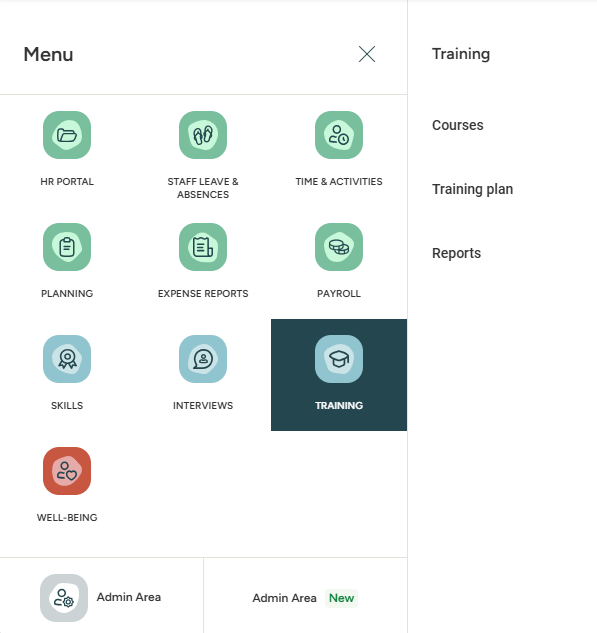 Menu
HR PORTAL
STAFF LEAVE &
ABSENCES
TIME & ACTIVITIES
PLANNING
EXPENSE REPORTS
PAYROLL
SKILLS
INTERVIEWS
TRAINING
WELL-BEING
Admin Area
Admin Area New
Training
Courses
Training plan
Reports